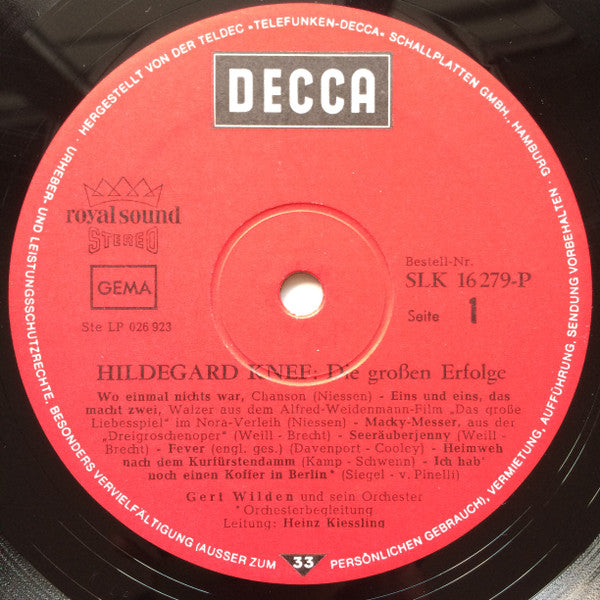 HERGESTELLT VON DER TELDEC »TELEFUNKEN-DECCA« SCHALLPLATTEN GMBH., HAMBURG · URHEBER- UND LEISTUNGSSCHUTZRECHTE, BESONDERS VERVIELFÄLTIGUNG (AUSSER ZUM PERSÖNLICHEN GEBRAUCH), VERMIETUNG, AUFFÜHRUNG, SENDUNG VORBEHALTEN ·
DECCA
royal sound
STEREO
GEMA
Ste LP 026 923
Bestell-Nr.
SLK 16 279-P
Seite 1
HILDEGARD KNEF: Die großen Erfolge
Wo einmal nichts war, Chanson (Niessen) - Eins und eins, das
macht zwei, Walzer aus dem Alfred-Weidenmann-Film „Das große
Liebesspiel" im Nora-Verleih (Niessen) - Macky-Messer, aus der
„Dreigroschenoper" (Weill - Brecht) - Seeräuberjenny (Weill -
Brecht) - Fever (engl. ges.) (Davenport - Cooley) - Heimweh
nach dem Kurfürstendamm (Kamp - Schwenn) - Ich hab'
noch einen Koffer in Berlin* (Siegel - v. Pinelli)
Gert Wilden und sein Orchester
*Orchesterbegleitung
Leitung: Heinz Kiessling
33